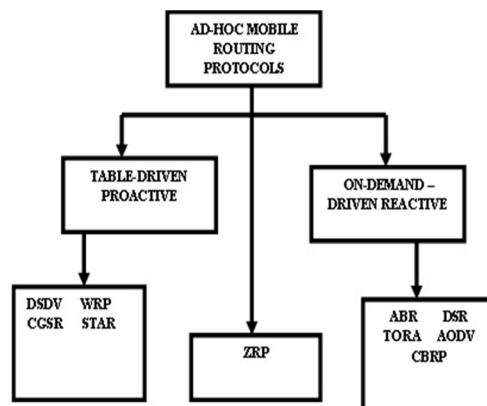 AD-HOC MOBILE
ROUTING
PROTOCOLS
TABLE-DRIVEN
PROACTIVE
ON-DEMAND –
DRIVEN REACTIVE
DSDV WRP
CGSR STAR
ZRP
ABR DSR
TORA AODV
CBRP